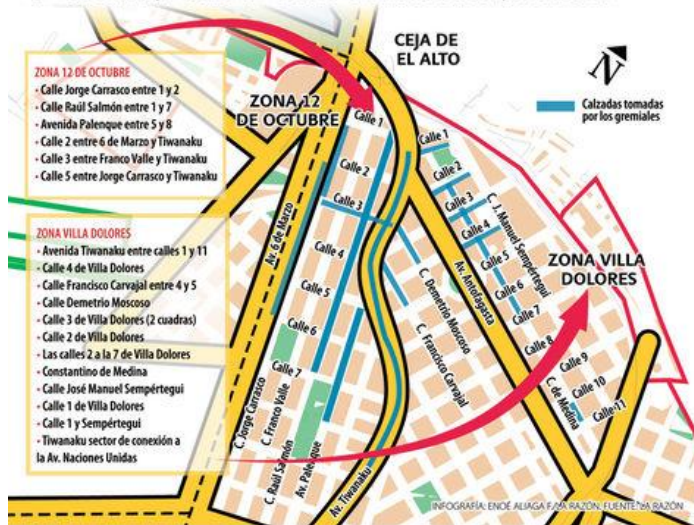 CEJA DE
EL ALTO
N
Calzadas tomadas
por los gremiales
ZONA 12 DE OCTUBRE
• Calle Jorge Carrasco entre 1 y 2
• Calle Raúl Salmón entre 1 y 7
• Avenida Palenque entre 5 y 8
• Calle 2 entre 6 de Marzo y Tiwanaku
• Calle 3 entre Franco Valle y Tiwanaku
• Calle 5 entre Jorge Carrasco y Tiwanaku
ZONA VILLA DOLORES
• Avenida Tiwanaku entre calles 1 y 11
• Calle 4 de Villa Dolores
• Calle Francisco Carvajal entre 4 y 5
• Calle Demetrio Moscoso
• Calle 3 de Villa Dolores (2 cuadras)
• Calle 2 de Villa Dolores
• Las calles 2 a la 7 de Villa Dolores
• Constantino de Medina
• Calle José Manuel Sempértegui
• Calle 1 de Villa Dolores
• Calle 1 y Sempértegui
• Tiwanaku sector de conexión a
la Av. Naciones Unidas
ZONA 12
DE OCTUBRE
Calle 1
Calle 2
Calle 3
Calle 4
Calle 5
Calle 6
Calle 7
Av. 6 de Marzo
C. Jorge Carrasco
C. Franco Valle
C. Raúl Salmón
Av. Palenque
Av. Tiwanaku
C. Demetrio Moscoso
C. Francisco Carvajal
Av. Antofagasta
Calle 1
Calle 2
Calle 3
Calle 4
Calle 5
Calle 6
Calle 7
Calle 8
Calle 9
Calle 10
Calle 11
C. J. Manuel Sempértegui
C. de Medina
ZONA VILLA
DOLORES
INFOGRAFÍA: ENOÉ ALIAGA F./LA RAZÓN, FUENTE: LA RAZÓN